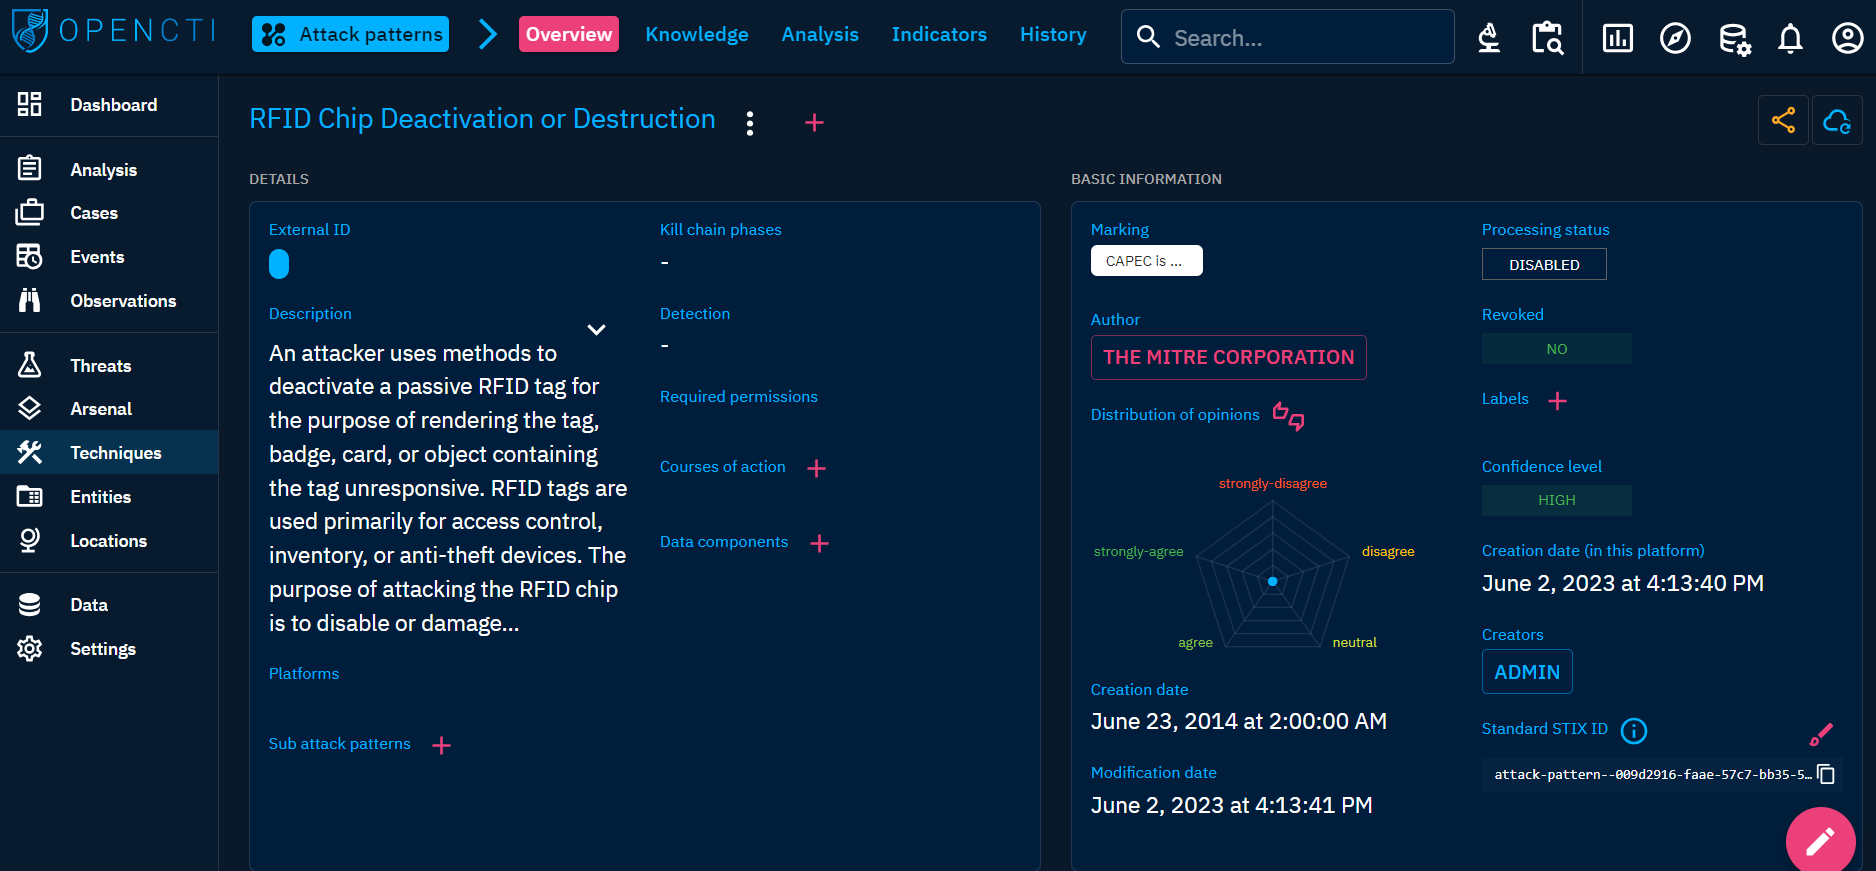 OPENCTI
Attack patterns
Overview
Knowledge
Analysis
Indicators
History
Search...
Dashboard
Analysis
Cases
Events
Observations
Threats
Arsenal
Techniques
Entities
Locations
Data
Settings
RFID Chip Deactivation or Destruction
DETAILS
External ID
Description
An attacker uses methods to
deactivate a passive RFID tag for
the purpose of rendering the tag,
badge, card, or object containing
the tag unresponsive. RFID tags are
used primarily for access control,
inventory, or anti-theft devices. The
purpose of attacking the RFID chip
is to disable or damage...
Platforms
Sub attack patterns
Kill chain phases
-
Detection
-
Required permissions
Courses of action
Data components
BASIC INFORMATION
Marking
CAPEC is ...
Author
THE MITRE CORPORATION
Distribution of opinions
strongly-disagree
strongly-agree
disagree
agree
neutral
Creation date
June 23, 2014 at 2:00:00 AM
Modification date
June 2, 2023 at 4:13:41 PM
Processing status
DISABLED
Revoked
NO
Labels
Confidence level
HIGH
Creation date (in this platform)
June 2, 2023 at 4:13:40 PM
Creators
ADMIN
Standard STIX ID
attack-pattern--009d2916-faae-57c7-bb35-5…